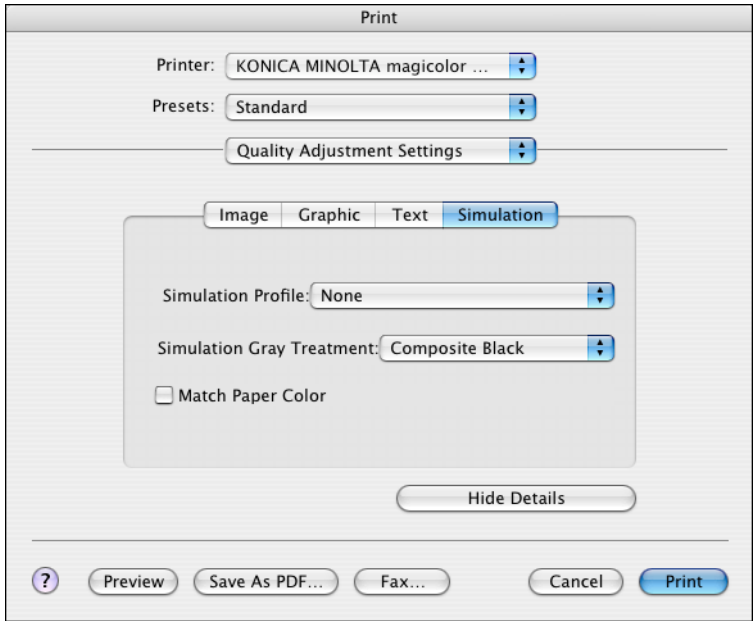 Print
Printer: KONICA MINOLTA magicolor ...
Presets: Standard
Quality Adjustment Settings
Image Graphic Text Simulation
Simulation Profile: None
Simulation Gray Treatment: Composite Black
Match Paper Color
Hide Details
? Preview Save As PDF... Fax... Cancel Print